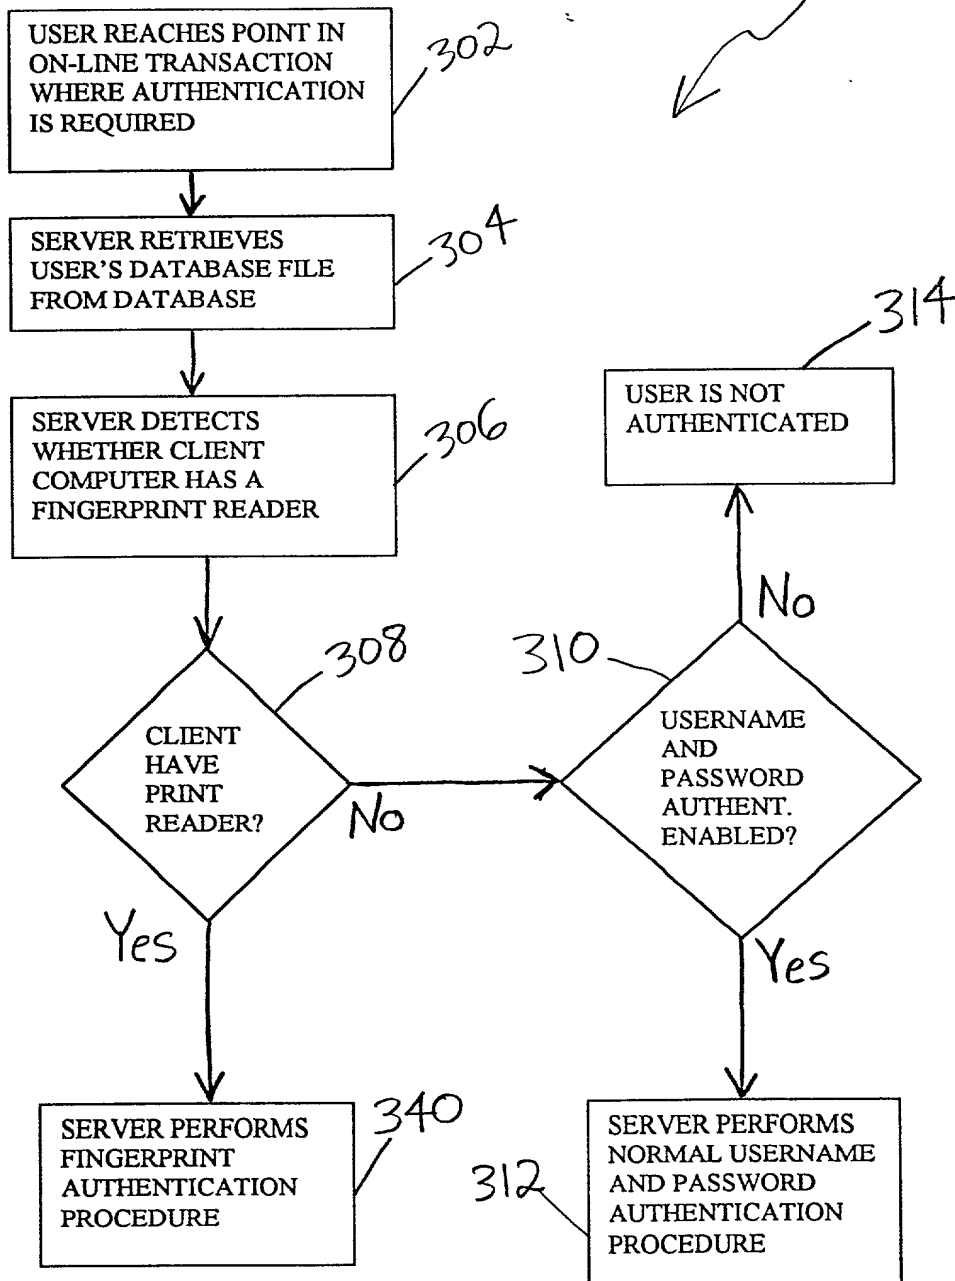 USER REACHES POINT IN
ON-LINE TRANSACTION
WHERE AUTHENTICATION
IS REQUIRED
302
SERVER RETRIEVES
USER'S DATABASE FILE
FROM DATABASE
304
SERVER DETECTS
WHETHER CLIENT
COMPUTER HAS A
FINGERPRINT READER
306
314
USER IS NOT
AUTHENTICATED
No
308
310
CLIENT
HAVE
PRINT
READER?
No
USERNAME
AND
PASSWORD
AUTHENT.
ENABLED?
Yes
Yes
SERVER PERFORMS
FINGERPRINT
AUTHENTICATION
PROCEDURE
340
312
SERVER PERFORMS
NORMAL USERNAME
AND PASSWORD
AUTHENTICATION
PROCEDURE